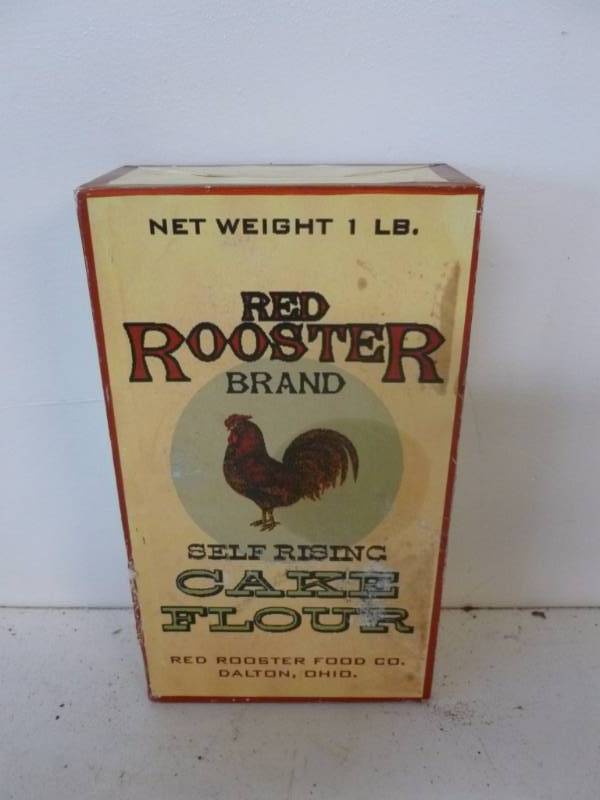 NET WEIGHT 1 LB.
RED
ROOSTER
BRAND
SELF RISING
CAKE
FLOUR
RED ROOSTER FOOD CO.
DALTON, OHIO.